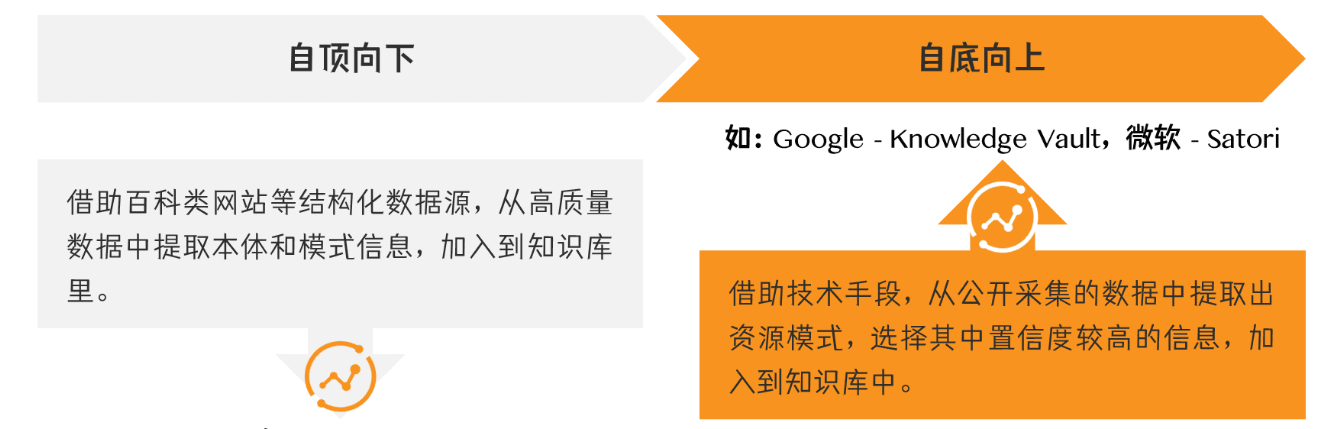 自顶向下
自底向上
如：Google - Knowledge Vault，微软 - Satori
借助百科类网站等结构化数据源，从高质量
数据中提取本体和模式信息，加入到知识库
里。
借助技术手段，从公开采集的数据中提取出
资源模式，选择其中置信度较高的信息，加
入到知识库中。